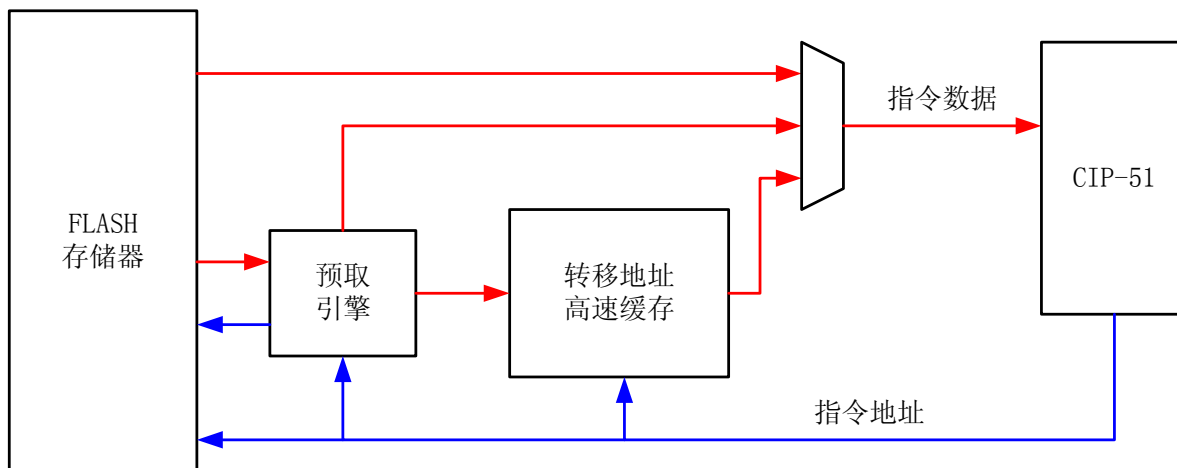 指令数据
CIP-51
FLASH
存储器
预取
引擎
转移地址
高速缓存
指令地址